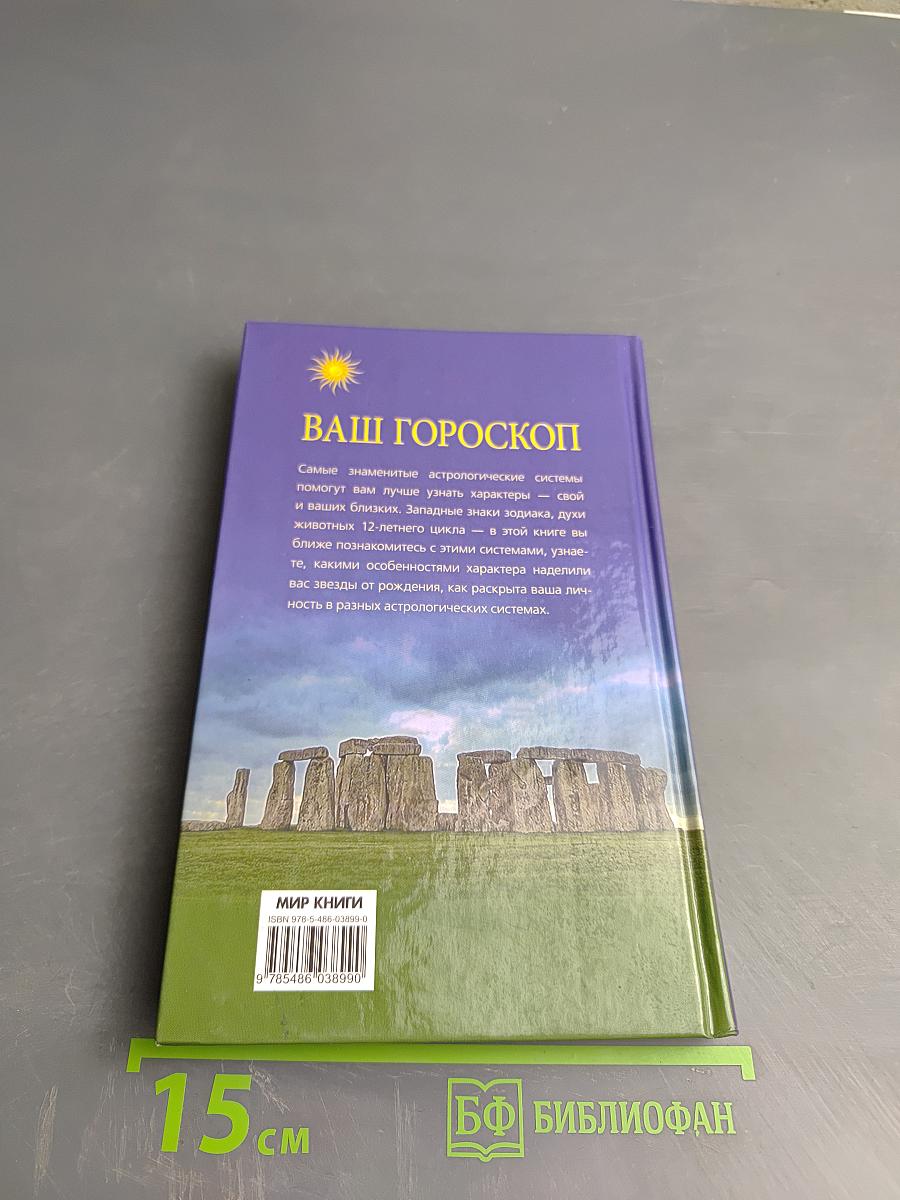 ВАШ ГОРОСКОП
Самые знаменитые астрологические системы
помогут вам лучше узнать характеры — свой
и ваших близких. Западные знаки зодиака, духи
животных 12-летнего цикла — в этой книге вы
ближе познакомитесь с этими системами, узнае-
те, какими особенностями характера наделили
вас звезды от рождения, как раскрыта ваша лич-
ность в разных астрологических системах.
МИР КНИГИ
ISBN 978-5-486-03899-0
9 785486 038990
15 см
БФ БИБЛИОФАН